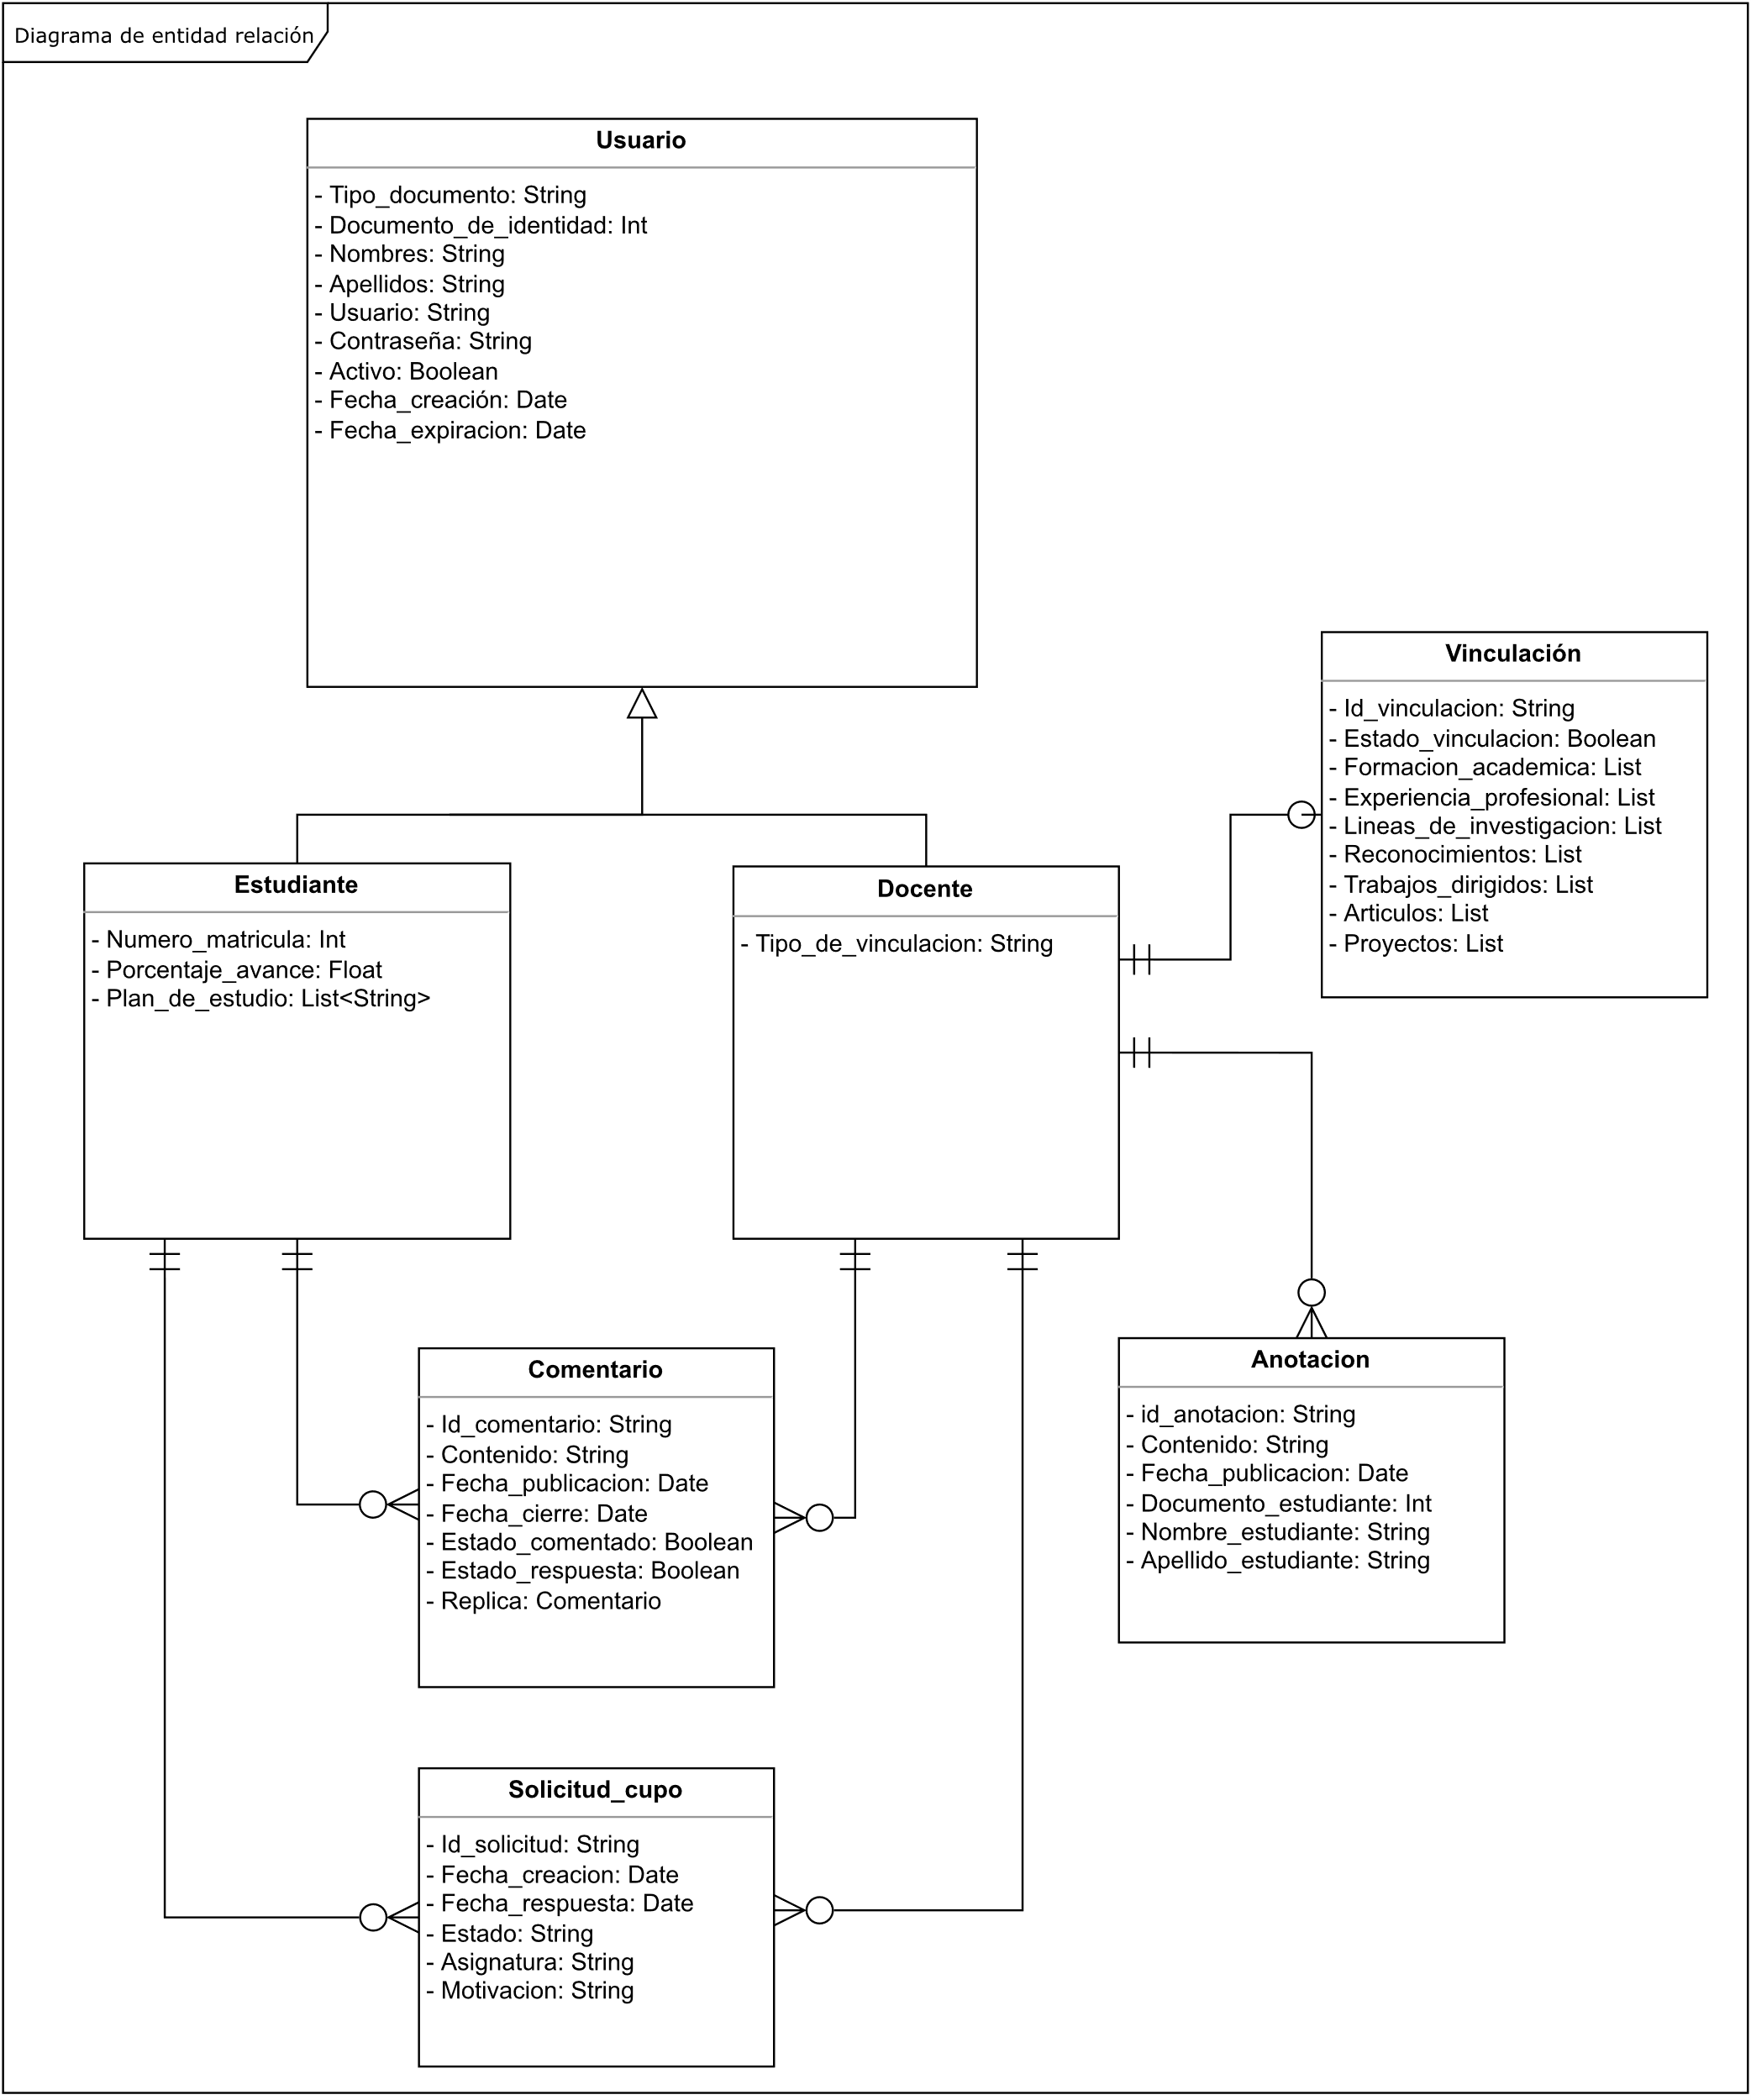 Diagrama de entidad relación
Usuario
- Tipo_documento: String
- Documento_de_identidad: Int
- Nombres: String
- Apellidos: String
- Usuario: String
- Contraseña: String
- Activo: Boolean
- Fecha_creación: Date
- Fecha_expiracion: Date
Vinculación
- Id_vinculacion: String
- Estado_vinculacion: Boolean
- Formacion_academica: List
- Experiencia_profesional: List
- Lineas_de_investigacion: List
- Reconocimientos: List
- Trabajos_dirigidos: List
- Articulos: List
- Proyectos: List
Estudiante
- Numero_matricula: Int
- Porcentaje_avance: Float
- Plan_de_estudio: List<String>
Docente
- Tipo_de_vinculacion: String
Comentario
- Id_comentario: String
- Contenido: String
- Fecha_publicacion: Date
- Fecha_cierre: Date
- Estado_comentado: Boolean
- Estado_respuesta: Boolean
- Replica: Comentario
Anotacion
- id_anotacion: String
- Contenido: String
- Fecha_publicacion: Date
- Documento_estudiante: Int
- Nombre_estudiante: String
- Apellido_estudiante: String
Solicitud_cupo
- Id_solicitud: String
- Fecha_creacion: Date
- Fecha_respuesta: Date
- Estado: String
- Asignatura: String
- Motivacion: String